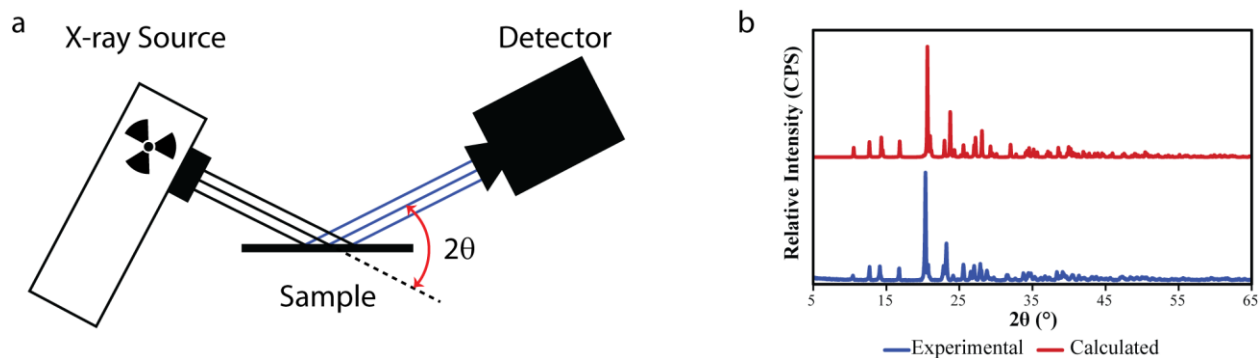 a
X-ray Source
Detector
2θ
Sample
b
Relative Intensity (CPS)
5 15 25 35 45 55 65
2θ (°)
Experimental Calculated